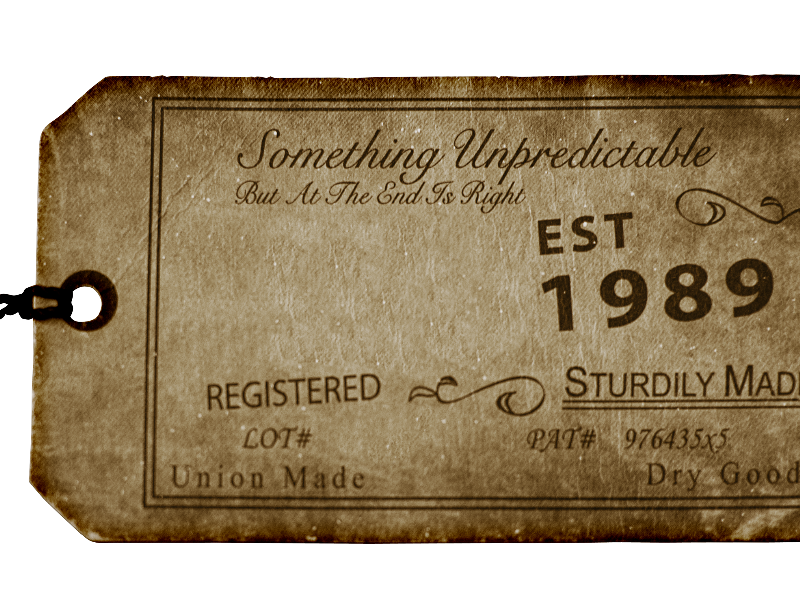 Something Unpredictable
But At The End Is Right
EST
1989
REGISTERED
STURDILY MADE
LOT#
PAT# 976435x5
Union Made
Dry Good